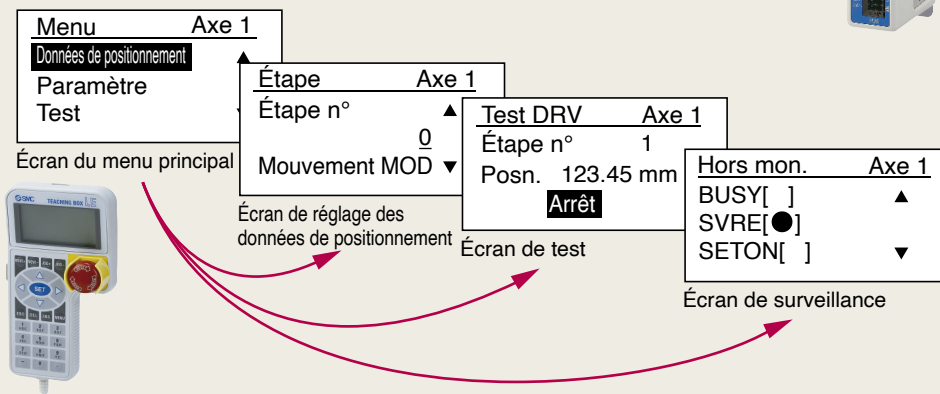 Menu Axe 1
Données de positionnement ▲
Paramètre
Test ▼
Écran du menu principal
Étape Axe 1
Étape n° ▲
0
Mouvement MOD ▼
Écran de réglage des
données de positionnement
Test DRV Axe 1
Étape n° 1
Posn. 123.45 mm
Arrêt
Écran de test
Hors mon. Axe 1
BUSY[ ] ▲
SVRE[●]
SETON[ ] ▼
Écran de surveillance
SMC TEACHING BOX LE
SET